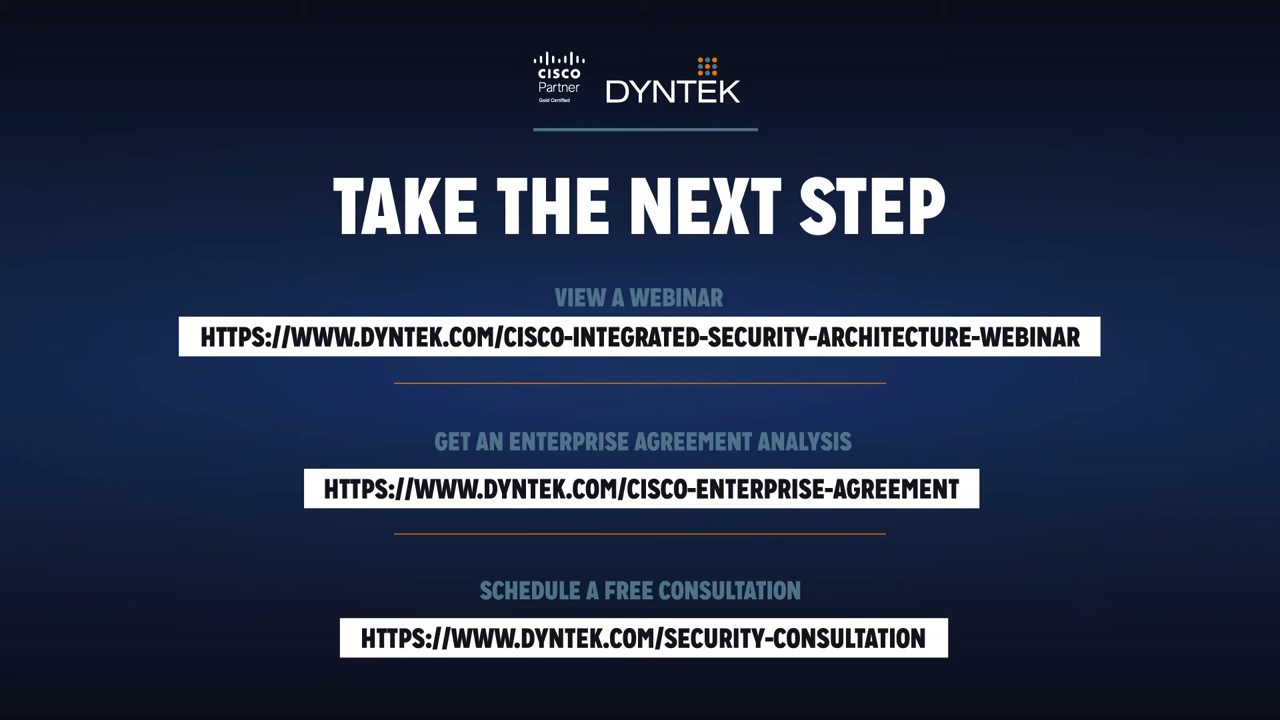 CISCO
Partner
Gold Certified
DYNTEK
TAKE THE NEXT STEP
VIEW A WEBINAR
HTTPS://WWW.DYNTEK.COM/CISCO-INTEGRATED-SECURITY-ARCHITECTURE-WEBINAR
GET AN ENTERPRISE AGREEMENT ANALYSIS
HTTPS://WWW.DYNTEK.COM/CISCO-ENTERPRISE-AGREEMENT
SCHEDULE A FREE CONSULTATION
HTTPS://WWW.DYNTEK.COM/SECURITY-CONSULTATION